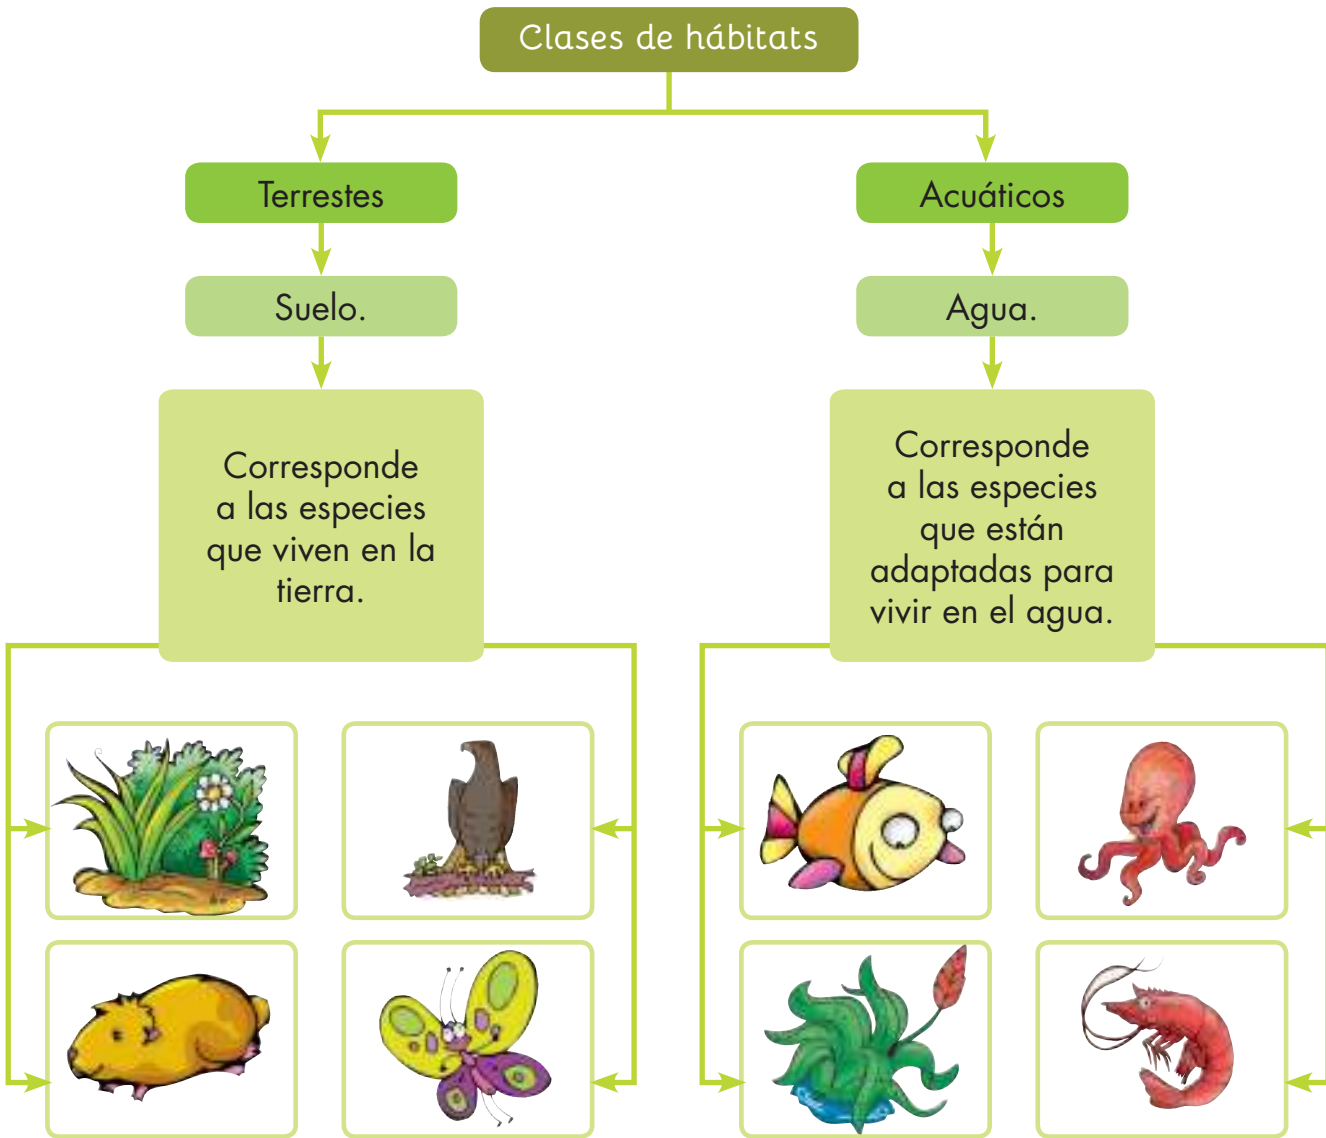 Clases de hábitats
Terrestes
Acuáticos
Suelo.
Agua.
Corresponde
a las especies
que viven en la
tierra.
Corresponde
a las especies
que están
adaptadas para
vivir en el agua.